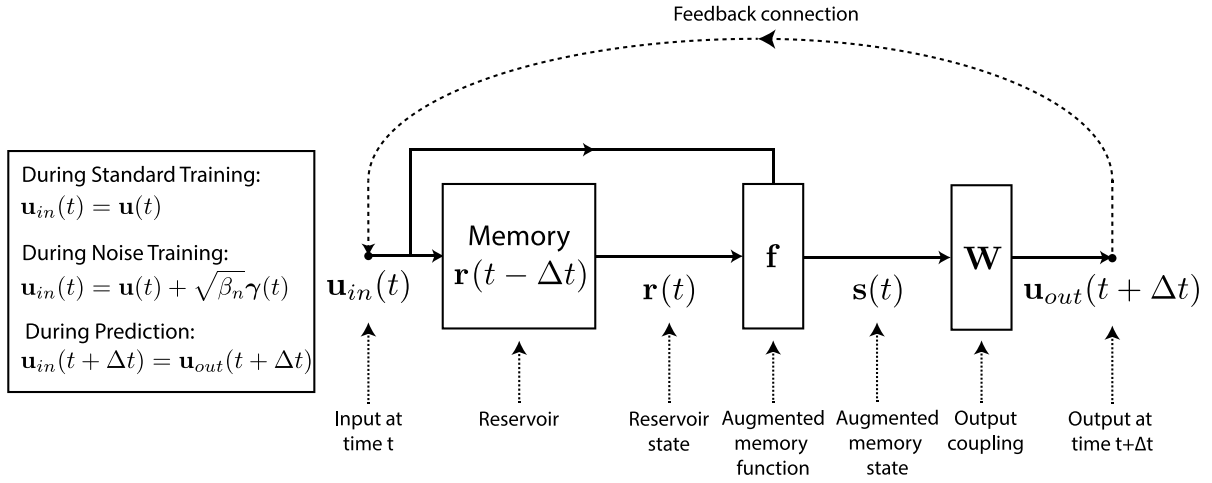 Feedback connection
During Standard Training:
u_in(t) = u(t)
During Noise Training:
u_in(t) = u(t) + √β_n γ(t)
During Prediction:
u_in(t + Δt) = u_out(t + Δt)
Memory
r(t − Δt)
f
W
u_in(t)
r(t)
s(t)
u_out(t + Δt)
Input at
time t
Reservoir
Reservoir
state
Augmented
memory
function
Augmented
memory
state
Output
coupling
Output at
time t+Δt